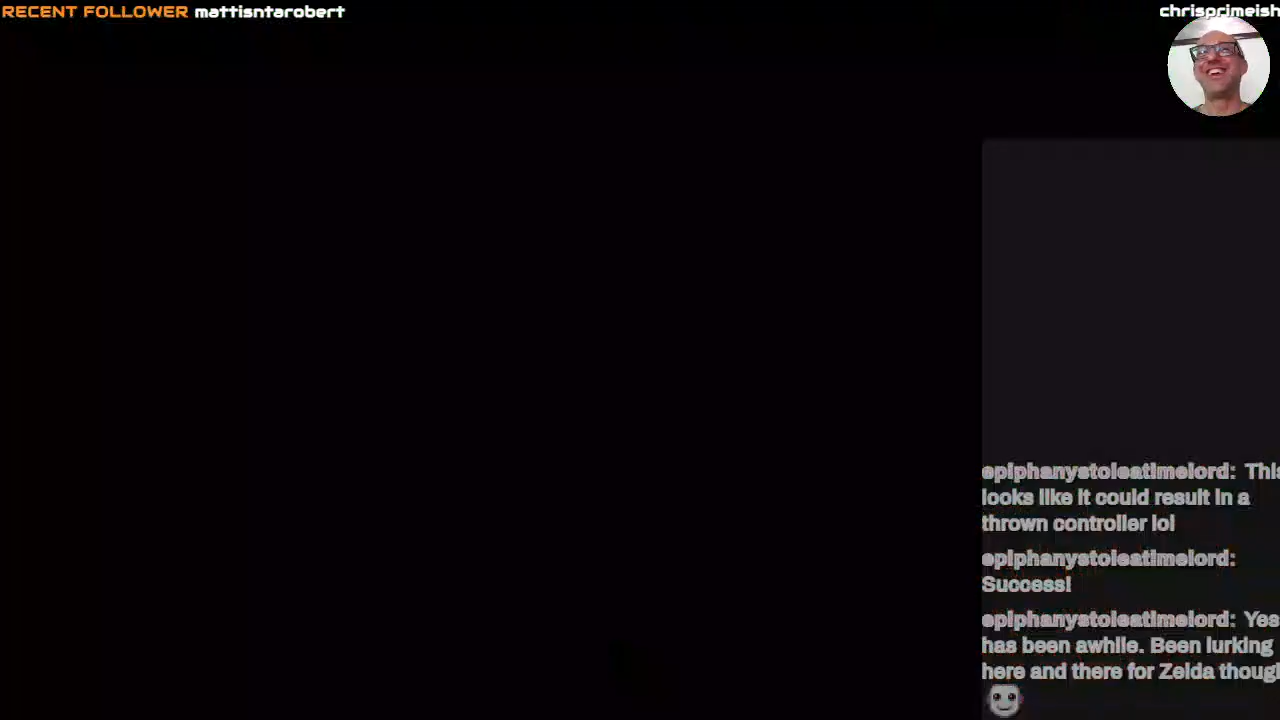 RECENT FOLLOWER mattisntarobert
chrisprimeish
epiphanystoleatimelord: This
looks like it could result in a
thrown controller lol
epiphanystoleatimelord:
Success!
epiphanystoleatimelord: Yes
has been awhile. Been lurking
here and there for Zelda thoug